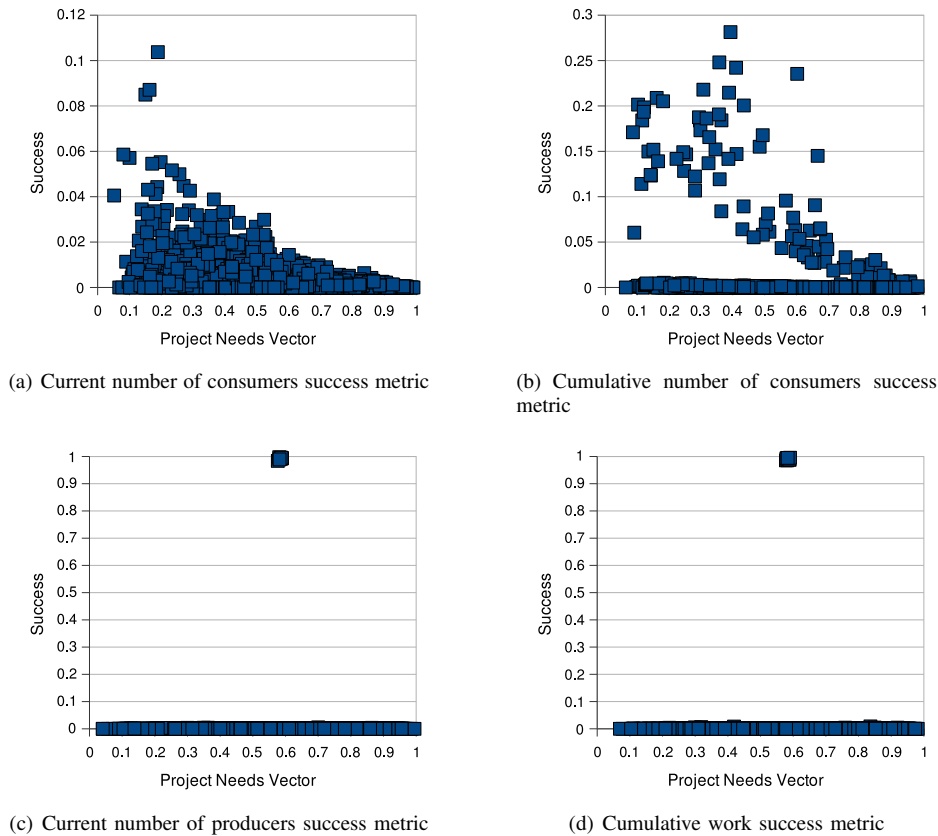 0.12
0.1
0.08
0.06
0.04
0.02
0
Success
0 0.1 0.2 0.3 0.4 0.5 0.6 0.7 0.8 0.9 1
Project Needs Vector
(a) Current number of consumers success metric
0.3
0.25
0.2
0.15
0.1
0.05
0
Success
0 0.1 0.2 0.3 0.4 0.5 0.6 0.7 0.8 0.9 1
Project Needs Vector
(b) Cumulative number of consumers success
metric
1
0.9
0.8
0.7
0.6
0.5
0.4
0.3
0.2
0.1
0
Success
0 0.1 0.2 0.3 0.4 0.5 0.6 0.7 0.8 0.9 1
Project Needs Vector
(c) Current number of producers success metric
1
0.9
0.8
0.7
0.6
0.5
0.4
0.3
0.2
0.1
0
Success
0 0.1 0.2 0.3 0.4 0.5 0.6 0.7 0.8 0.9 1
Project Needs Vector
(d) Cumulative work success metric